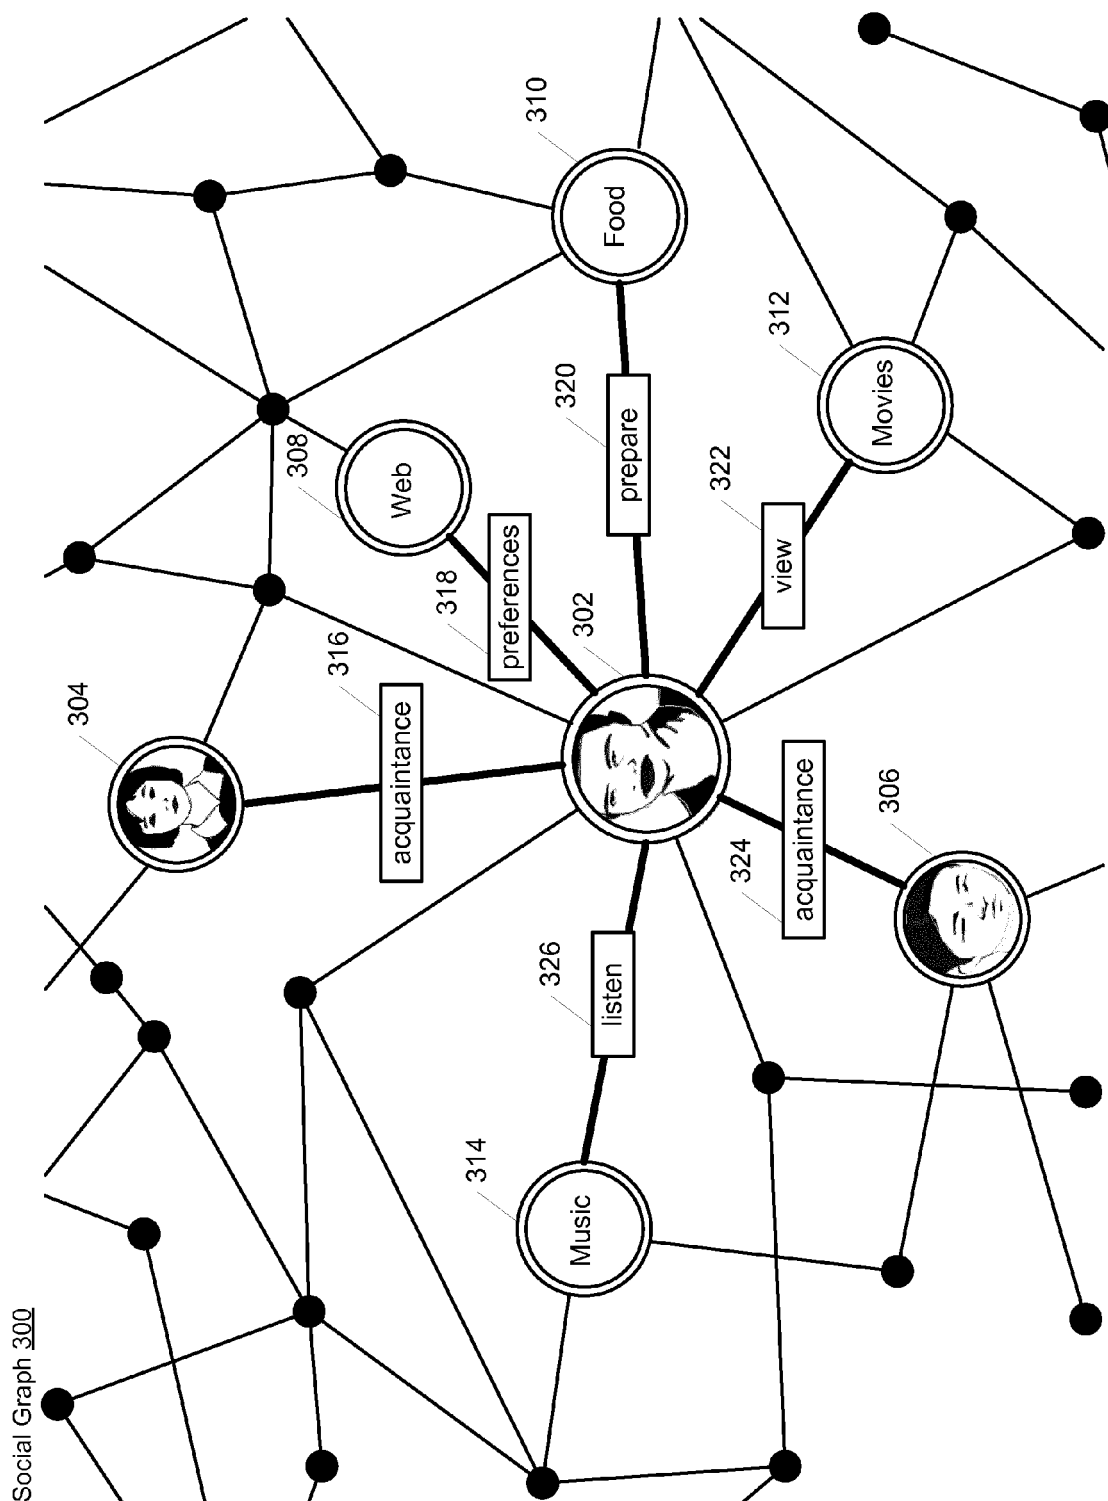 Social Graph 300
304
316
acquaintance
308
Web
318
preferences
310
Food
320
prepare
302
312
Movies
322
view
324
acquaintance
306
326
listen
314
Music